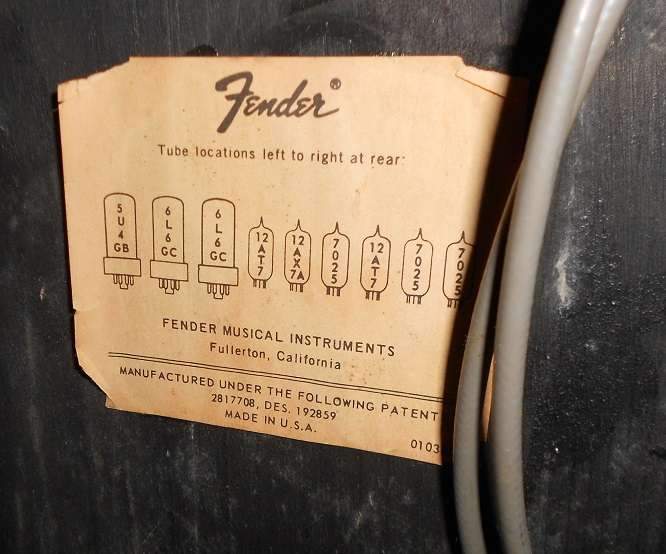 Fender®
Tube locations left to right at rear:
5U4GB 6L6GC 6L6GC 12AT7 12AX7A 7025 12AT7 7025 7025
FENDER MUSICAL INSTRUMENTS
Fullerton, California
MANUFACTURED UNDER THE FOLLOWING PATENT
2817708, DES. 192859
MADE IN U.S.A.
0103